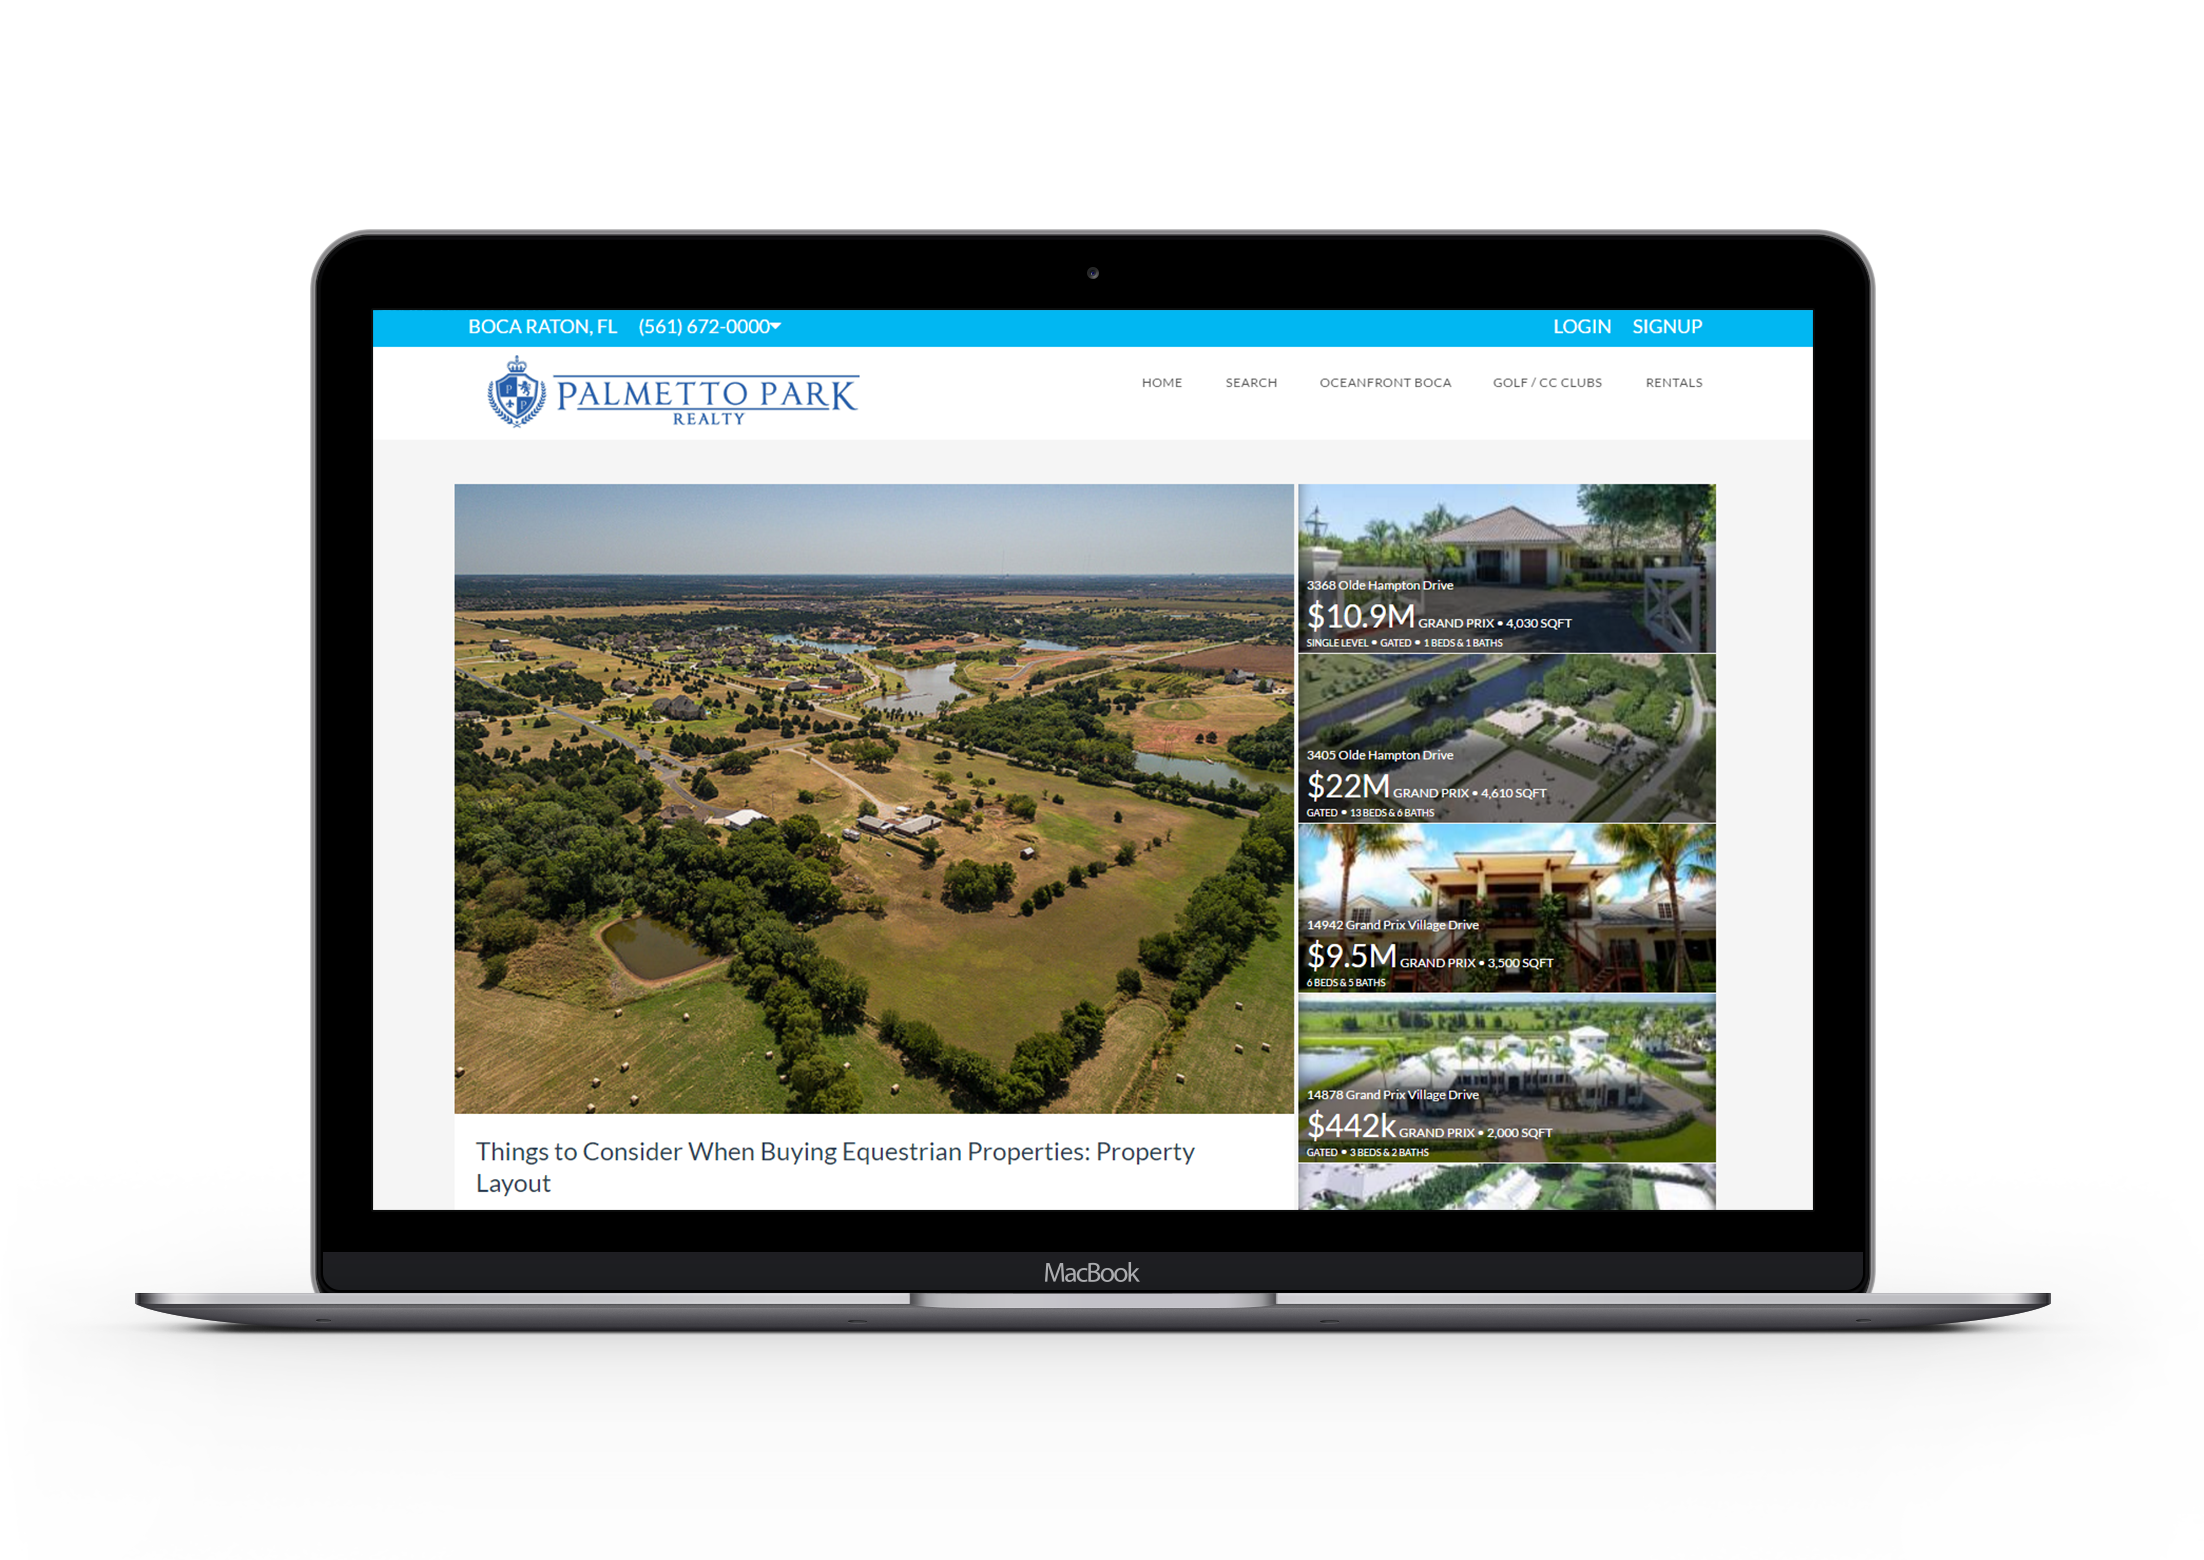 BOCA RATON, FL (561) 672-0000
LOGIN SIGNUP
P
P
PALMETTO PARK
REALTY
HOME SEARCH OCEANFRONT BOCA GOLF / CC CLUBS RENTALS
3368 Olde Hampton Drive
$10.9M GRAND PRIX • 4,030 SQFT
SINGLE LEVEL • GATED • 1 BEDS & 1 BATHS
3405 Olde Hampton Drive
$22M GRAND PRIX • 4,610 SQFT
GATED • 13 BEDS & 6 BATHS
14942 Grand Prix Village Drive
$9.5M GRAND PRIX • 3,500 SQFT
6 BEDS & 5 BATHS
14878 Grand Prix Village Drive
$442k GRAND PRIX • 2,000 SQFT
GATED • 3 BEDS & 2 BATHS
Things to Consider When Buying Equestrian Properties: Property
Layout
MacBook